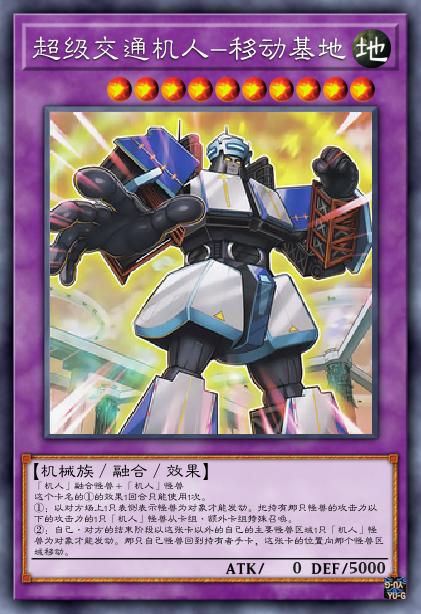 超级交通机人-移动基地
地
【机械族/融合/效果】
「机人」融合怪兽+「机人」怪兽
这个卡名的①的效果1回合只能使用1次。
①：以对方场上1只表侧表示怪兽为对象才能发动。把持有那只怪兽的攻击力以
下的攻击力的1只「机人」怪兽从卡组·额外卡组特殊召唤。
②：自己·对方的结束阶段以这张卡以外的自己的主要怪兽区域1只「机人」怪
兽为对象才能发动。那只自己怪兽回到持有者手卡，这张卡的位置向那个怪兽区
域移动。
ATK/ 0 DEF/5000